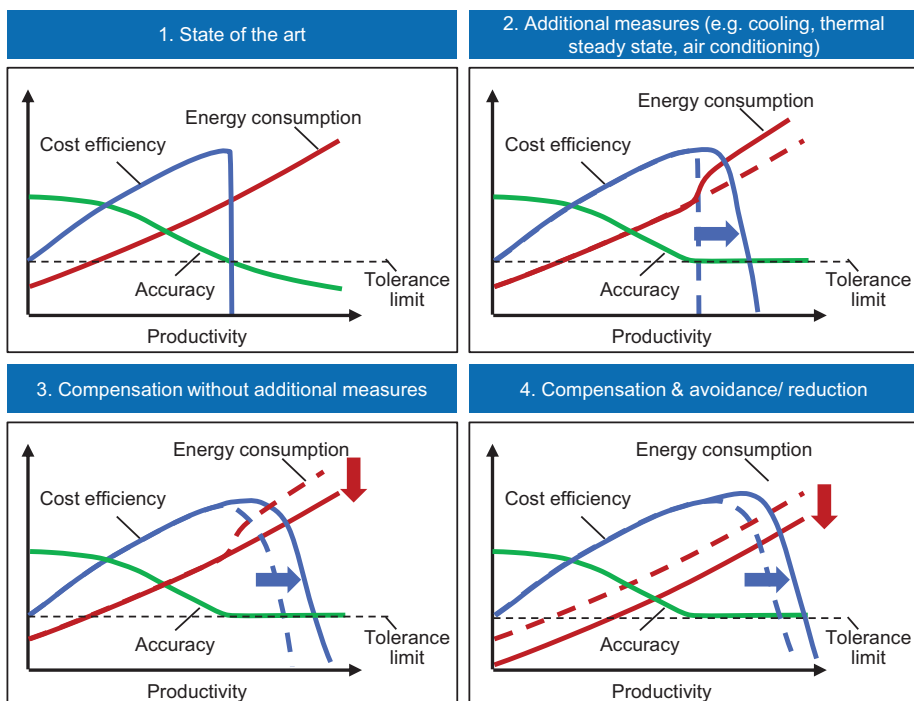 1. State of the art
Energy consumption
Cost efficiency
Accuracy
Tolerance
limit
Productivity
2. Additional measures (e.g. cooling, thermal
steady state, air conditioning)
Energy consumption
Cost efficiency
Accuracy
Tolerance
limit
Productivity
3. Compensation without additional measures
Energy consumption
Cost efficiency
Accuracy
Tolerance
limit
Productivity
4. Compensation & avoidance/ reduction
Energy consumption
Cost efficiency
Accuracy
Tolerance
limit
Productivity